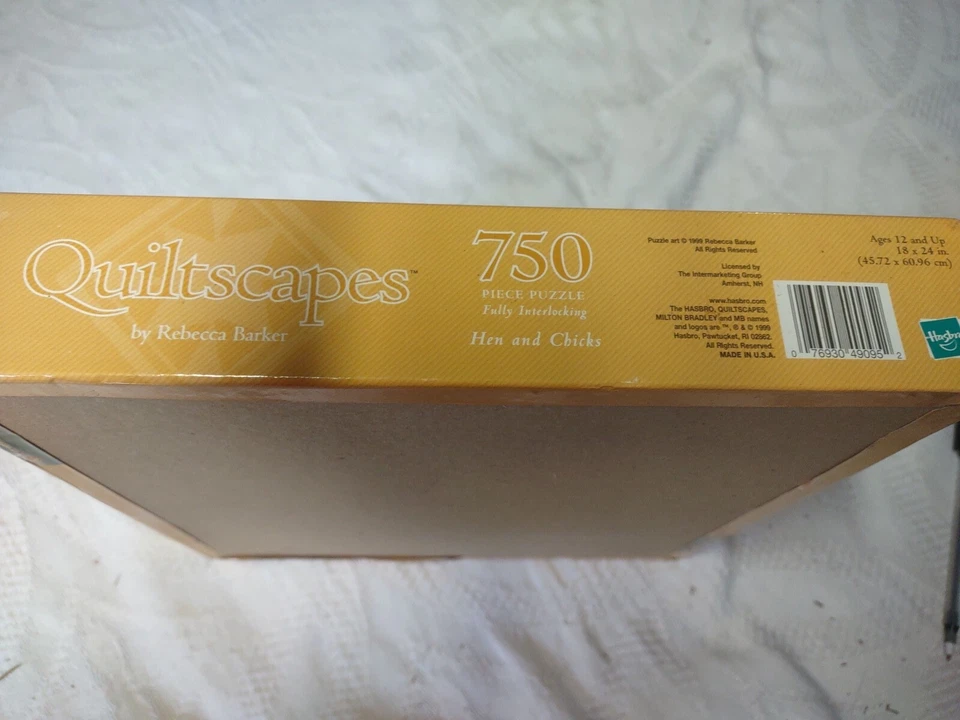 Quiltscapes™
by Rebecca Barker
750
PIECE PUZZLE
Fully Interlocking
Hen and Chicks
Puzzle art © 1999 Rebecca Barker
All Rights Reserved
Licensed by
The Intermarketing Group
Amherst, NH
www.hasbro.com
The HASBRO, QUILTSCAPES,
MILTON BRADLEY and MB names
and logos are ™, ® & © 1999
Hasbro, Pawtucket, RI 02862.
All Rights Reserved.
MADE IN U.S.A.
Ages 12 and Up
18 x 24 in.
(45.72 x 60.96 cm)
0 76930 49095 2
Hasbro